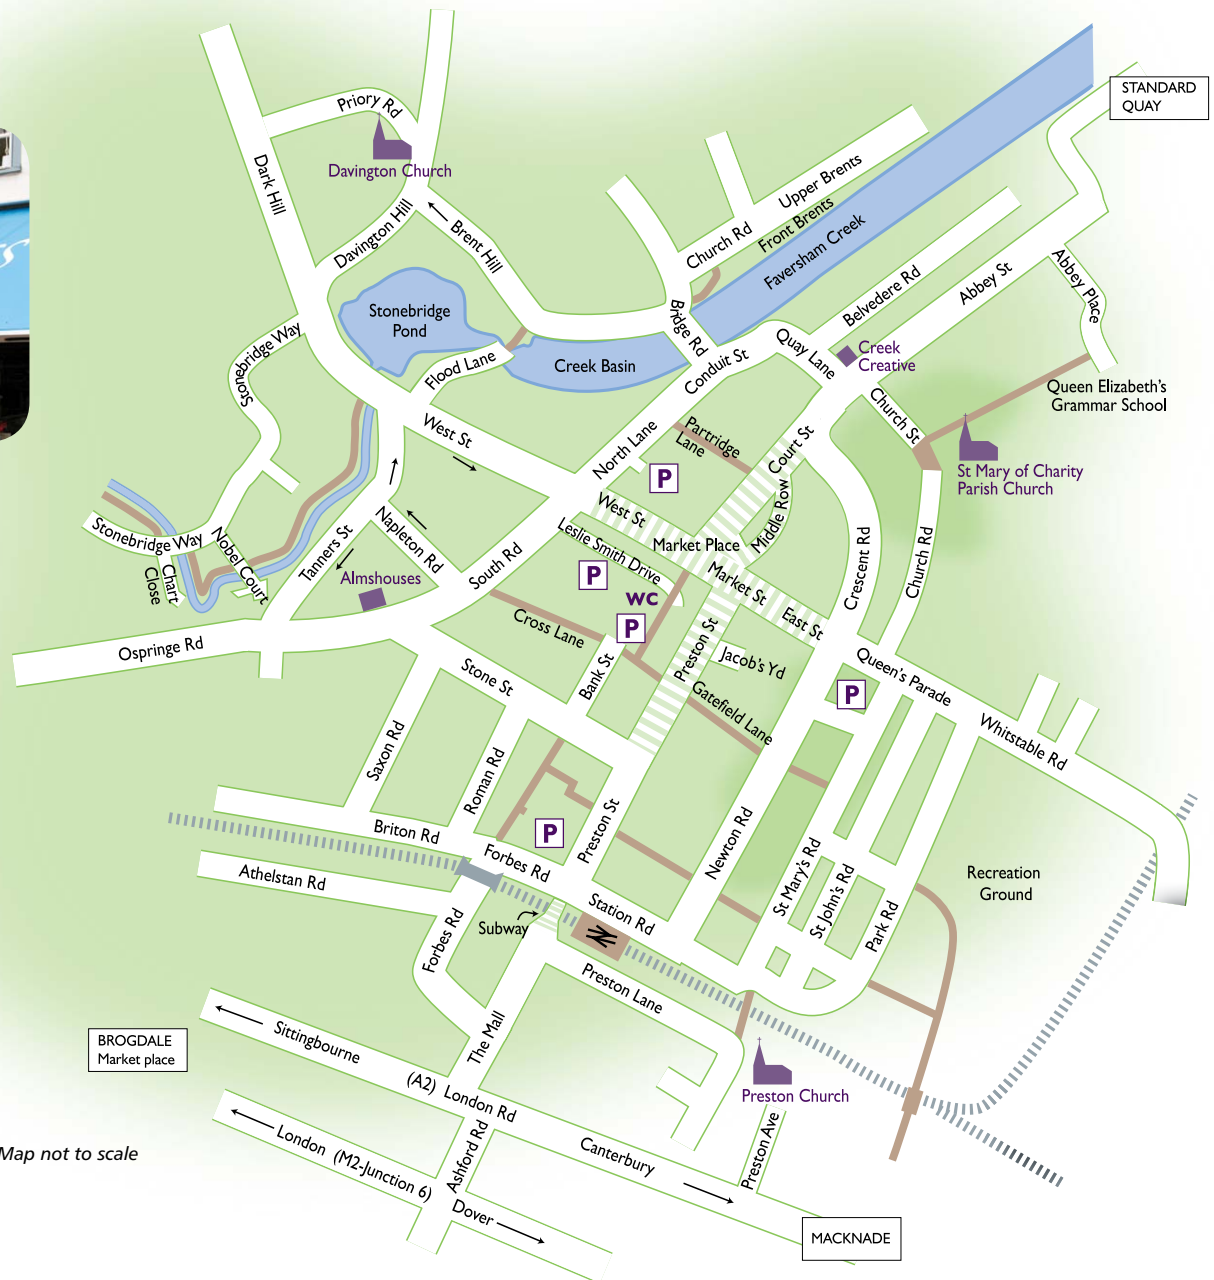 STANDARD
QUAY
Priory Rd
Davington Church
Dark Hill
Davington Hill
Brent Hill
Upper Brents
Church Rd
Front Brents
Faversham Creek
Bridge Rd
Belvedere Rd
Abbey St
Abbey Place
Stonebridge
Pond
Stonebridge Way
Flood Lane
Creek Basin
Conduit St
Quay Lane
Creek
Creative
Queen Elizabeth's
Grammar School
Church St
St Mary of Charity
Parish Church
West St
North Lane
Partridge
Lane
P
Court St
Middle Row
West St
Market Place
Leslie Smith Drive
P
WC
P
Market St
East St
Crescent Rd
Church Rd
Stonebridge Way
Nobel Court
Chart
Close
Tanners St
Napleton Rd
Almshouses
South Rd
Cross Lane
Ospringe Rd
Stone St
Bank St
Preston St
Jacob's Yd
Gatefield Lane
Queen's Parade
P
Whitstable Rd
Saxon Rd
Roman Rd
Briton Rd
P
Preston St
Newton Rd
St Mary's Rd
St John's Rd
Park Rd
Recreation
Ground
Athelstan Rd
Forbes Rd
Forbes Rd
Station Rd
Subway
Preston Lane
The Mall
BROGDALE
Market place
Sittingbourne
(A2) London Rd
Preston Church
Preston Ave
Canterbury
Map not to scale
London (M2-Junction 6)
Ashford Rd
Dover
MACKNADE